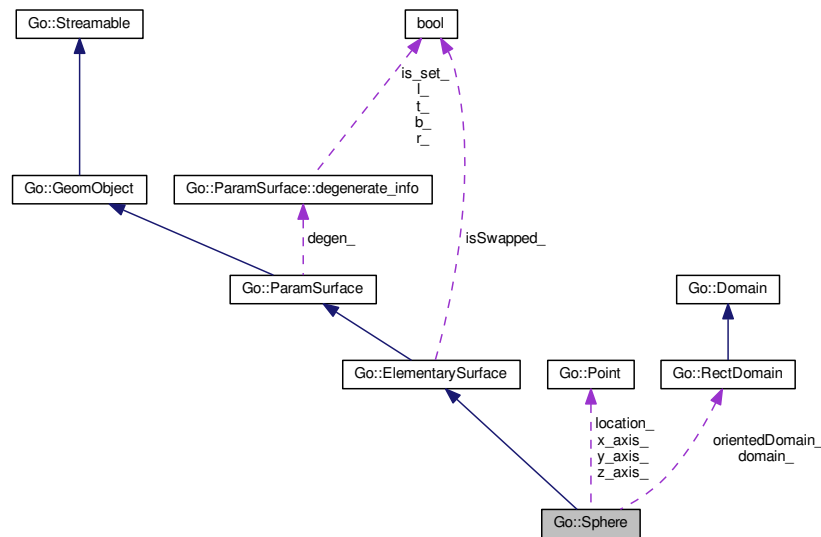 Go::Streamable
bool
is_set_
l_
t_
b_
r_
Go::GeomObject
Go::ParamSurface::degenerate_info
degen_
isSwapped_
Go::ParamSurface
Go::Domain
Go::ElementarySurface
Go::Point
Go::RectDomain
location_
x_axis_
y_axis_
z_axis_
orientedDomain_
domain_
Go::Sphere